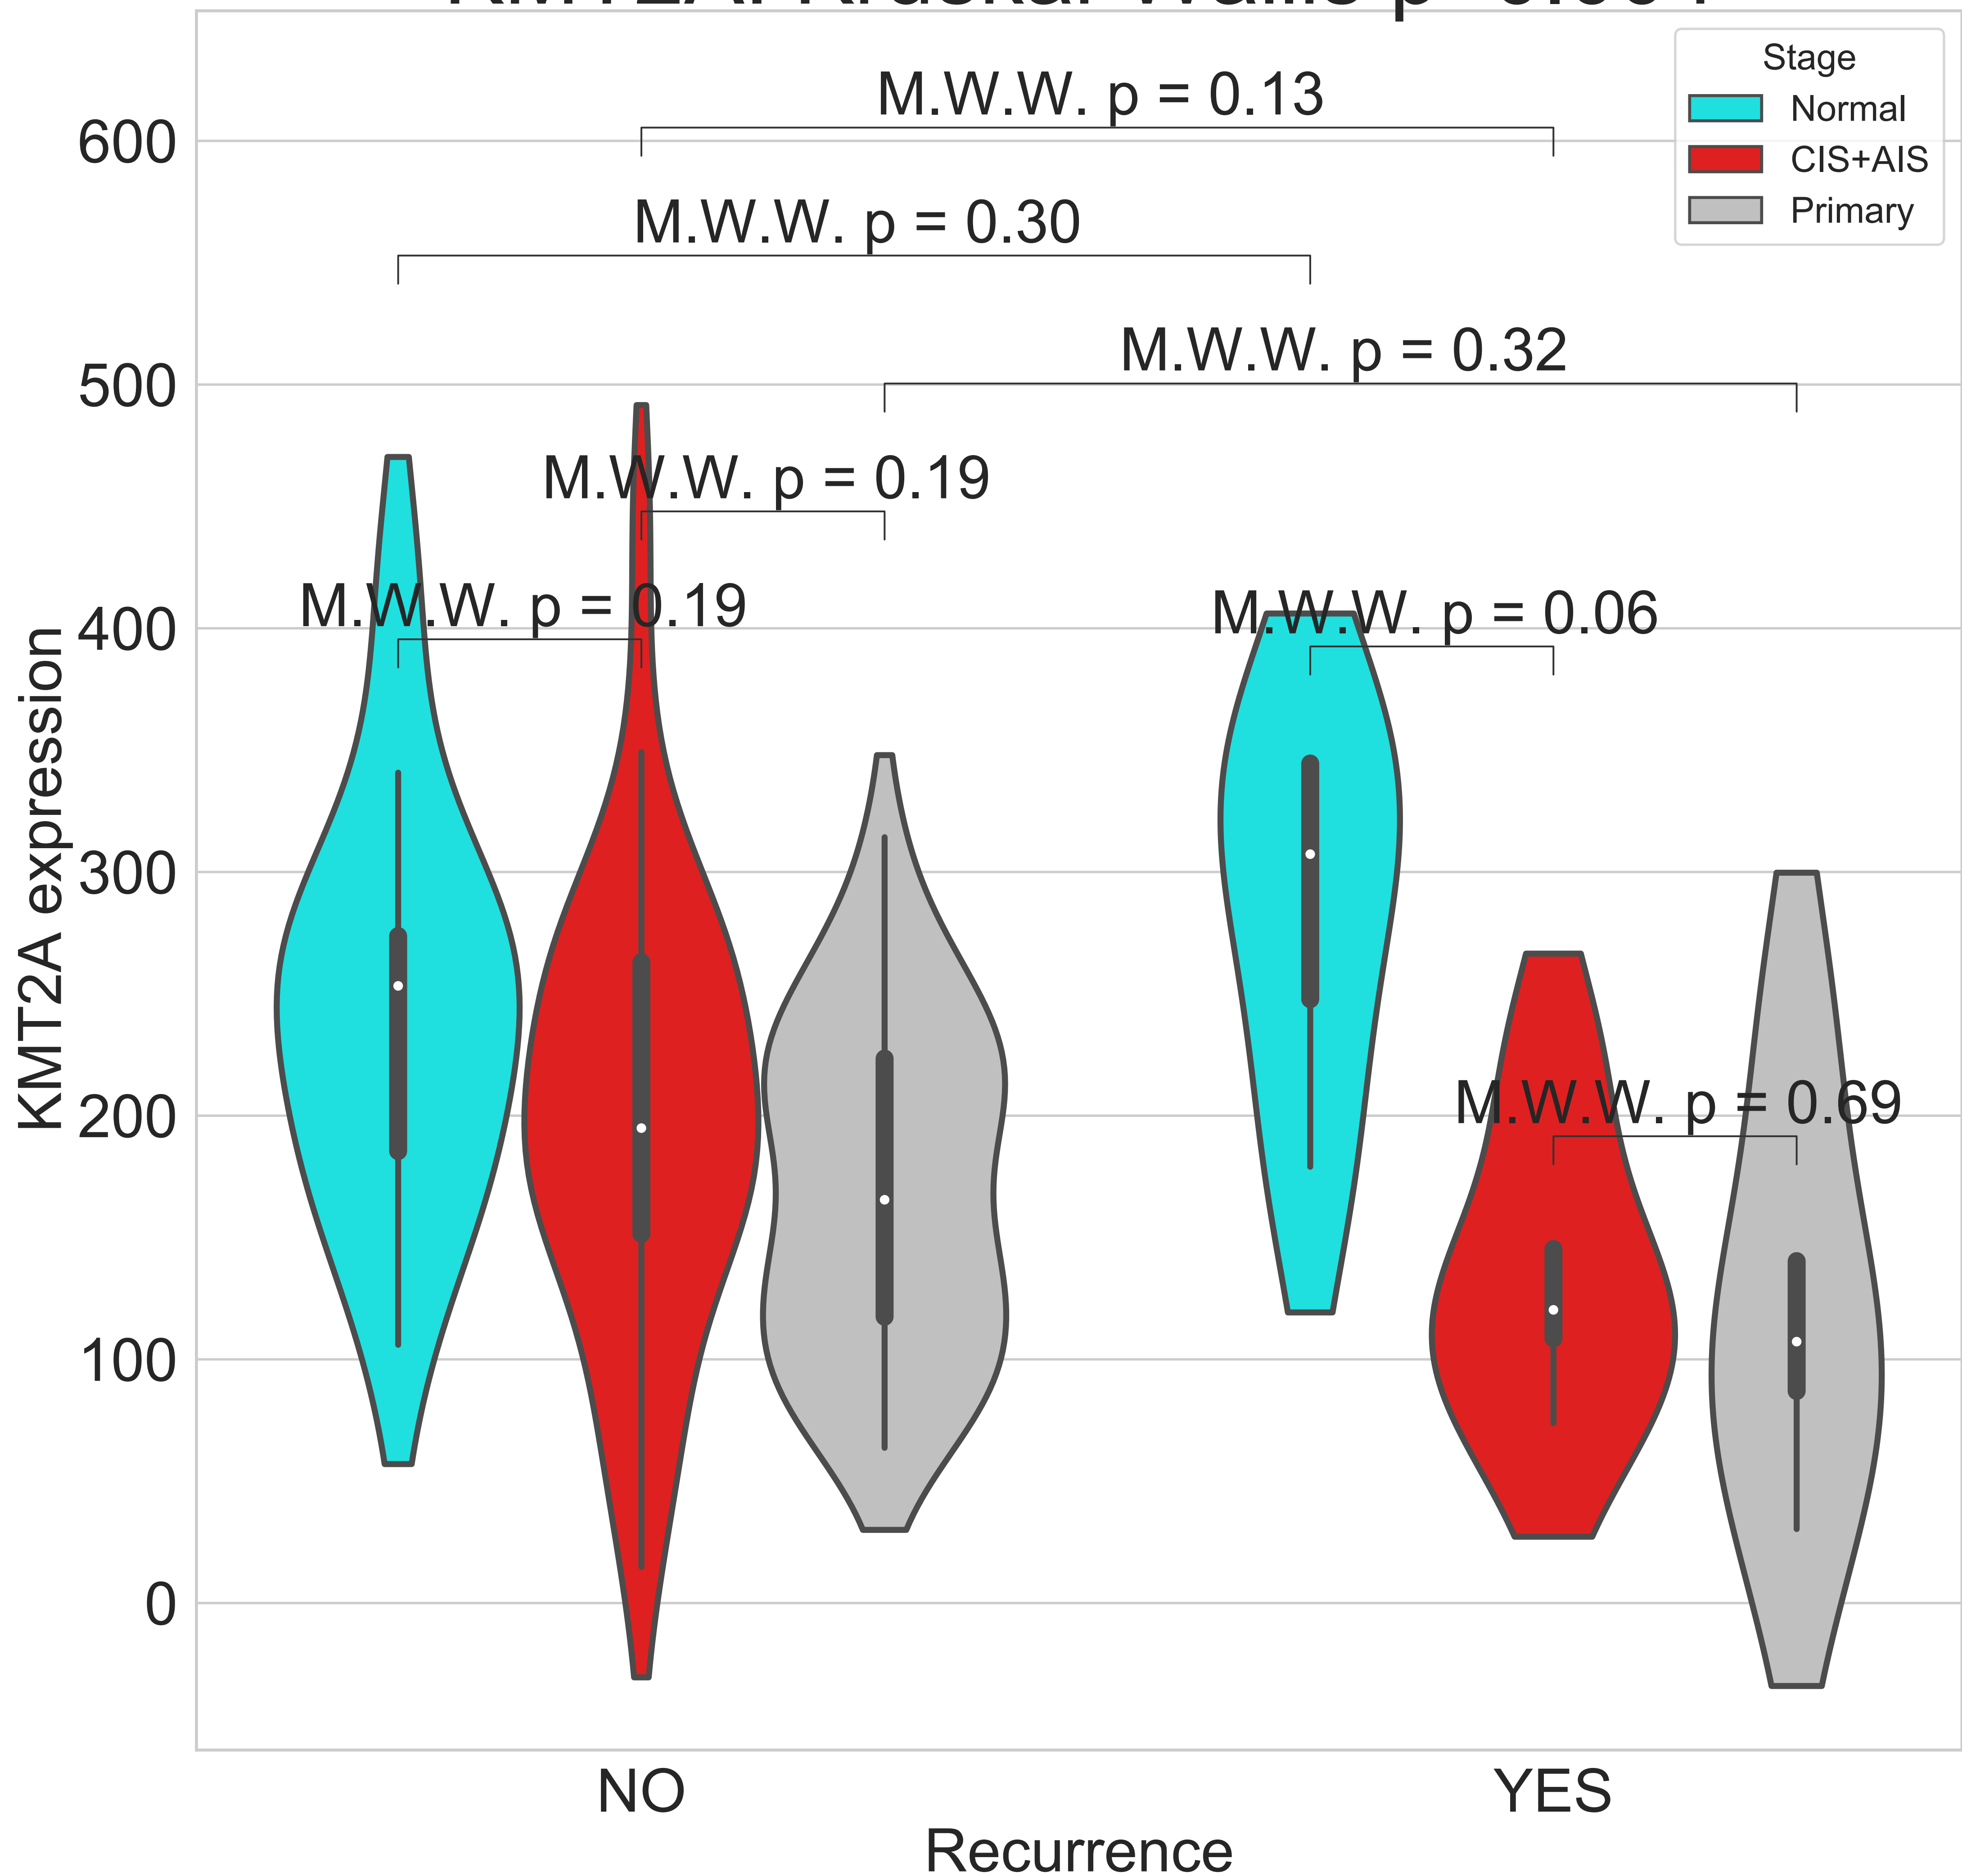 Stage
Normal
CIS+AIS
Primary
M.W.W. p = 0.13
M.W.W. p = 0.30
M.W.W. p = 0.32
M.W.W. p = 0.19
M.W.W. p = 0.19
M.W.W. p = 0.06
M.W.W. p = 0.69
KMT2A expression
600
500
400
300
200
100
0
NO
YES
Recurrence